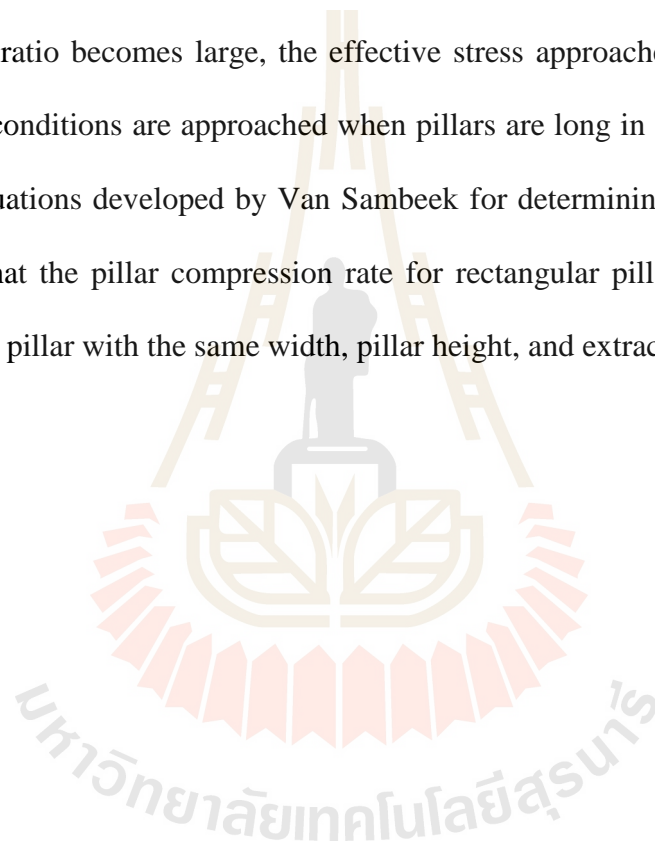 ratio becomes large, the effective stress approache
conditions are approached when pillars are long in
uations developed by Van Sambeek for determinin
hat the pillar compression rate for rectangular pill
pillar with the same width, pillar height, and extrac
มหาวิทยาลัยเทคโนโลยีสุรนารี